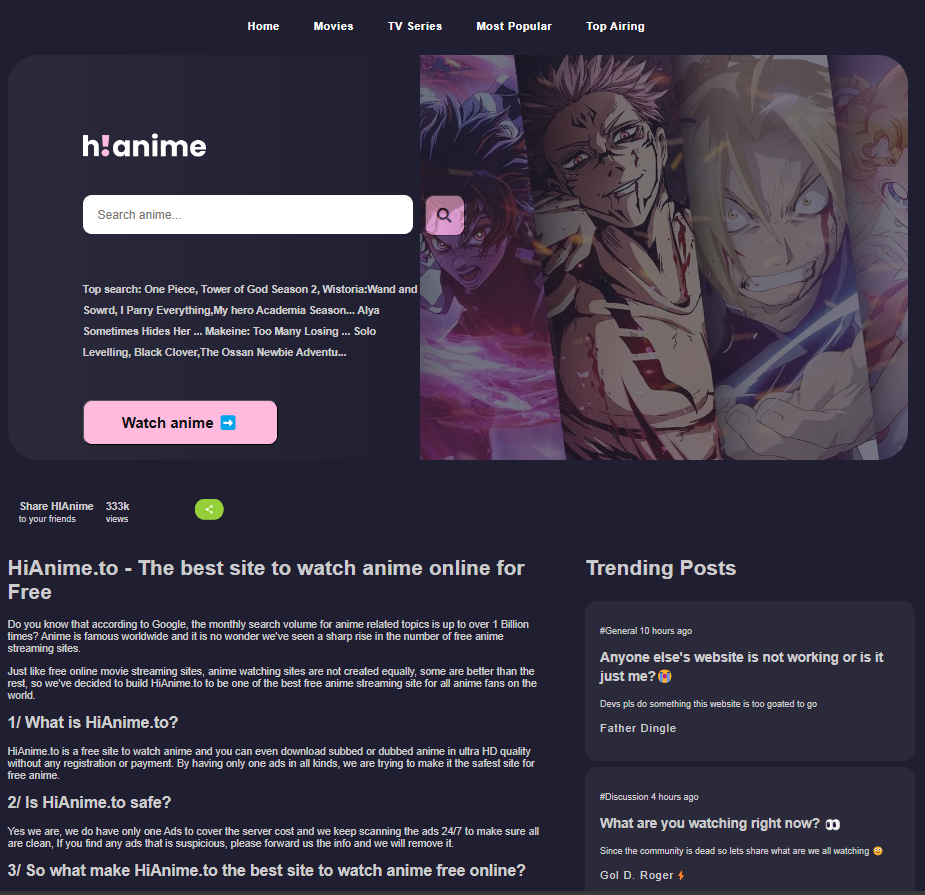 Home Movies TV Series Most Popular Top Airing
h!anime
Search anime...
Top search: One Piece, Tower of God Season 2, Wistoria:Wand and
Sowrd, I Parry Everything,My hero Academia Season... Alya
Sometimes Hides Her ... Makeine: Too Many Losing ... Solo
Levelling, Black Clover,The Ossan Newbie Adventu...
Watch anime ➡️
Share HIAnime
to your friends
333k
views
HiAnime.to - The best site to watch anime online for
Free
Do you know that according to Google, the monthly search volume for anime related topics is up to over 1 Billion
times? Anime is famous worldwide and it is no wonder we've seen a sharp rise in the number of free anime
streaming sites.
Just like free online movie streaming sites, anime watching sites are not created equally, some are better than the
rest, so we've decided to build HiAnime.to to be one of the best free anime streaming site for all anime fans on the
world.
1/ What is HiAnime.to?
HiAnime.to is a free site to watch anime and you can even download subbed or dubbed anime in ultra HD quality
without any registration or payment. By having only one ads in all kinds, we are trying to make it the safest site for
free anime.
2/ Is HiAnime.to safe?
Yes we are, we do have only one Ads to cover the server cost and we keep scanning the ads 24/7 to make sure all
are clean, If you find any ads that is suspicious, please forward us the info and we will remove it.
3/ So what make HiAnime.to the best site to watch anime free online?
Trending Posts
#General 10 hours ago
Anyone else's website is not working or is it
just me?😭
Devs pls do something this website is too goated to go
Father Dingle
#Discussion 4 hours ago
What are you watching right now? 👀
Since the community is dead so lets share what are we all watching 🙂
Gol D. Roger⚡